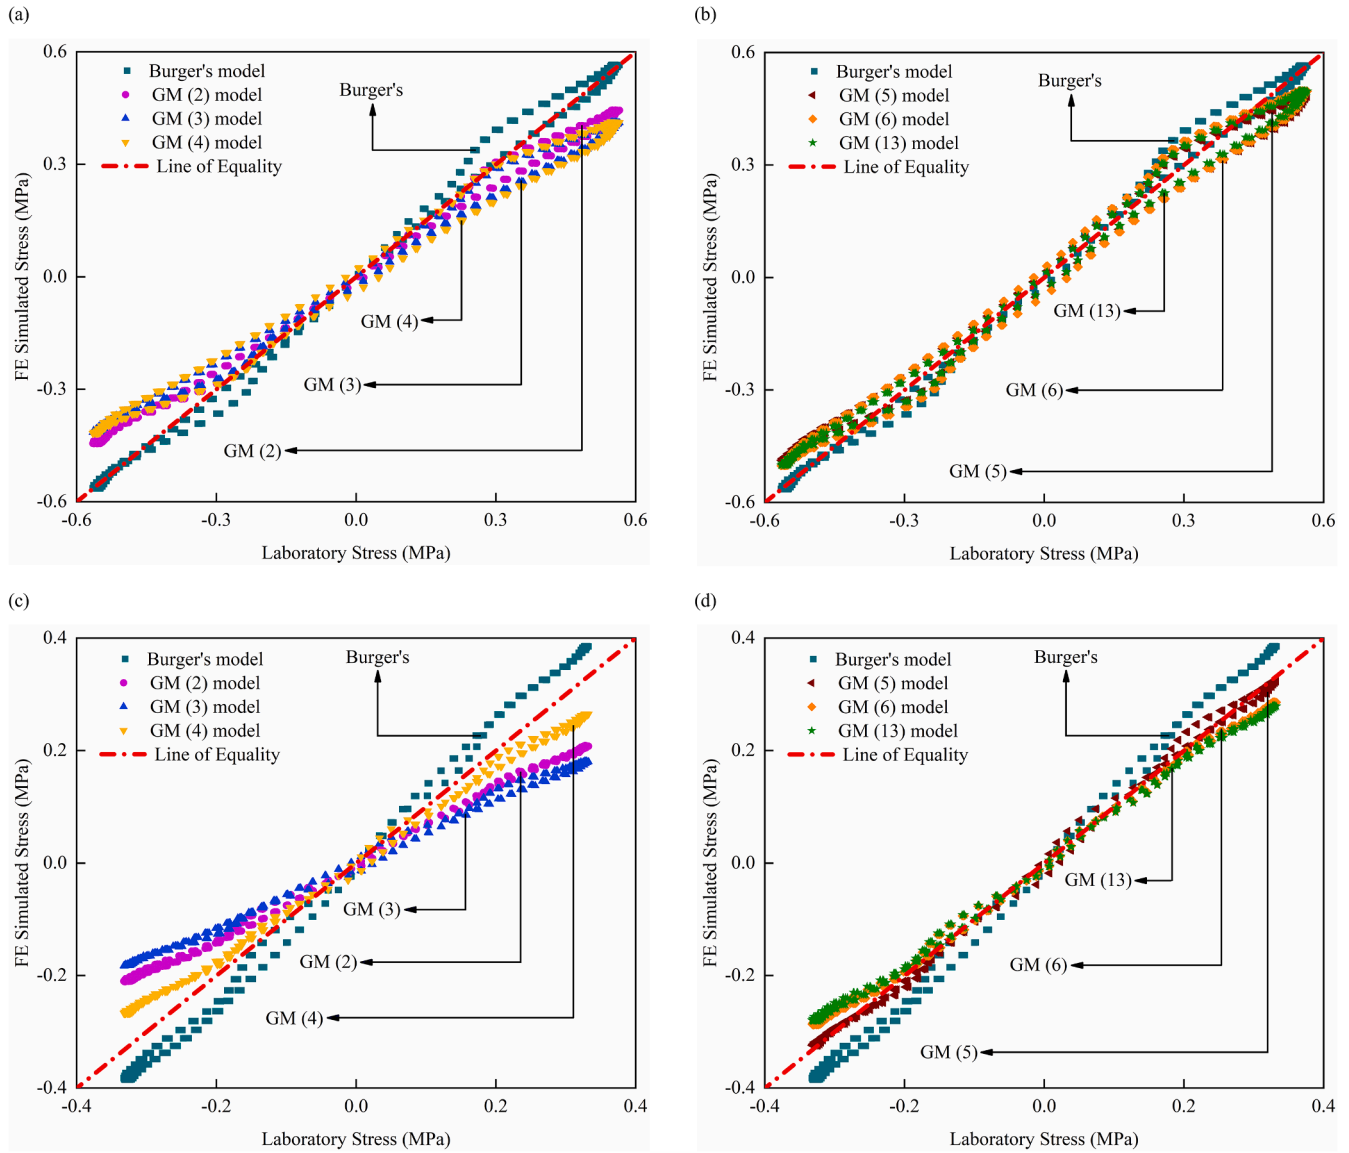 (a)
0.6
0.3
0.0
-0.3
-0.6
-0.6
-0.3
0.0
0.3
0.6
FE Simulated Stress (MPa)
Laboratory Stress (MPa)
Burger's model
GM (2) model
GM (3) model
GM (4) model
Line of Equality
Burger's
GM (4)
GM (3)
GM (2)
(b)
0.6
0.3
0.0
-0.3
-0.6
-0.6
-0.3
0.0
0.3
0.6
FE Simulated Stress (MPa)
Laboratory Stress (MPa)
Burger's model
GM (5) model
GM (6) model
GM (13) model
Line of Equality
Burger's
GM (13)
GM (6)
GM (5)
(c)
0.4
0.2
0.0
-0.2
-0.4
-0.4
-0.2
0.0
0.2
0.4
FE Simulated Stress (MPa)
Laboratory Stress (MPa)
Burger's model
GM (2) model
GM (3) model
GM (4) model
Line of Equality
Burger's
GM (3)
GM (2)
GM (4)
(d)
0.4
0.2
0.0
-0.2
-0.4
-0.4
-0.2
0.0
0.2
0.4
FE Simulated Stress (MPa)
Laboratory Stress (MPa)
Burger's model
GM (5) model
GM (6) model
GM (13) model
Line of Equality
Burger's
GM (13)
GM (6)
GM (5)